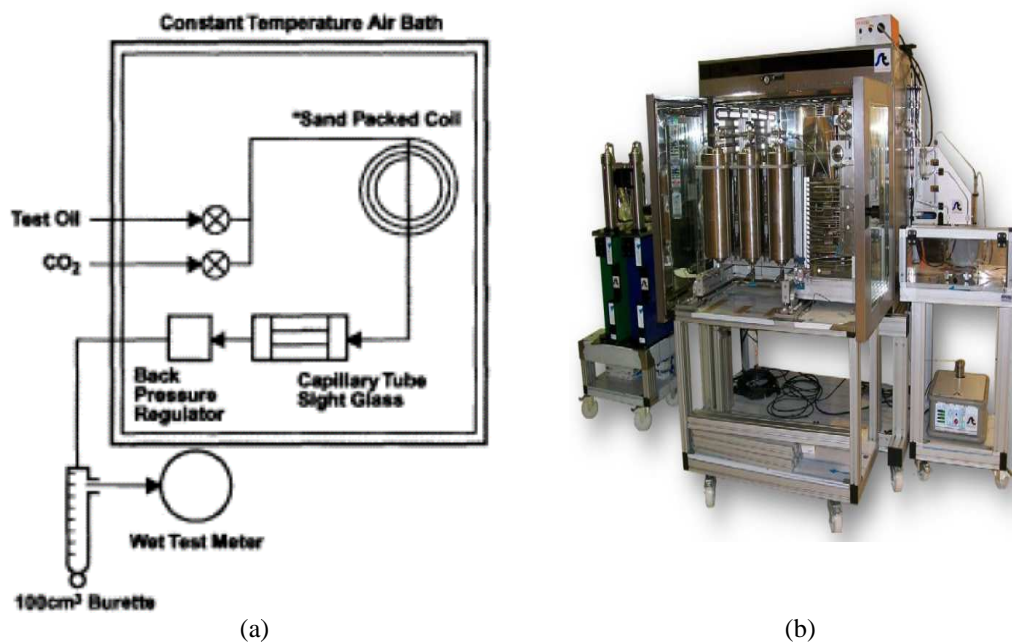 Constant Temperature Air Bath
*Sand Packed Coil
Test Oil
CO₂
Back
Pressure
Regulator
Capillary Tube
Sight Glass
Wet Test Meter
100cm³ Burette
(a)
(b)